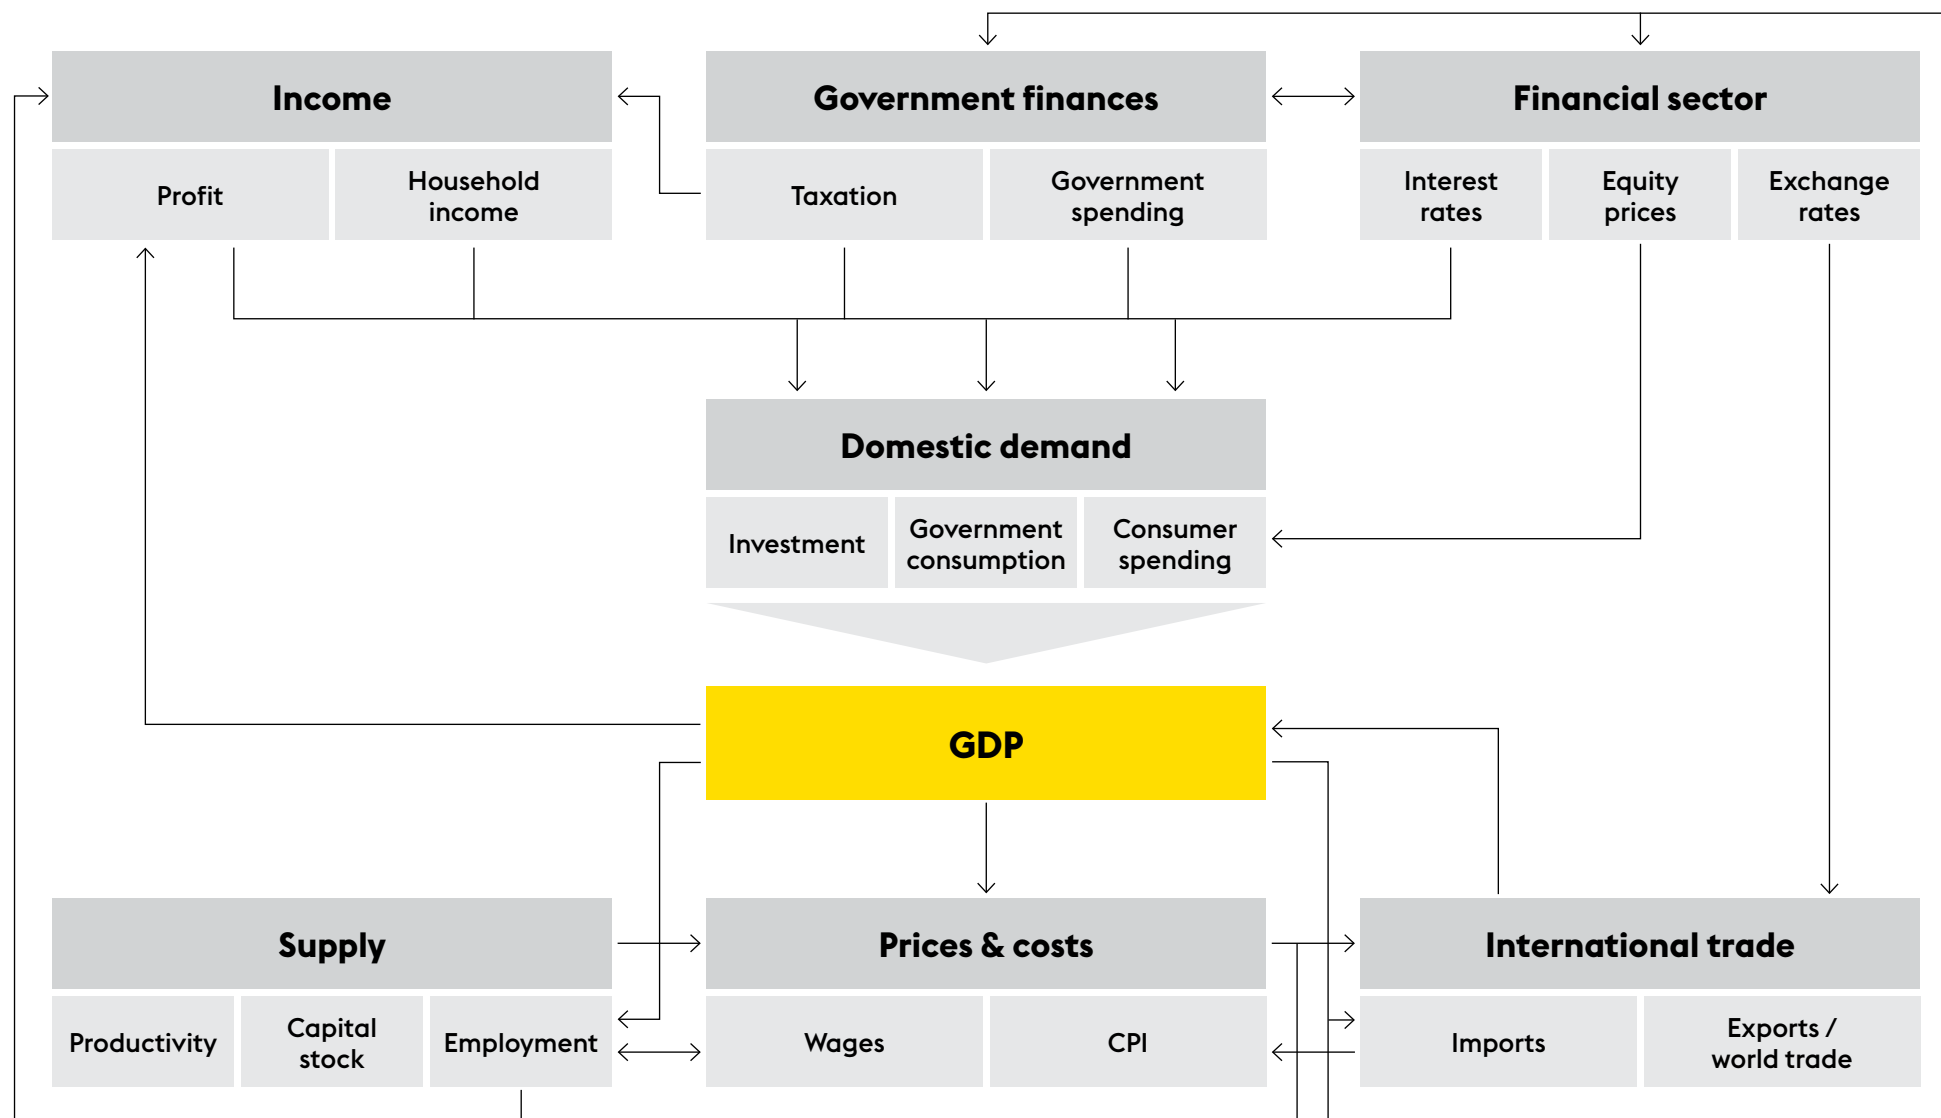 Income
Government finances
Financial sector
Profit
Household
income
Taxation
Government
spending
Interest
rates
Equity
prices
Exchange
rates
Domestic demand
Investment
Government
consumption
Consumer
spending
GDP
Supply
Prices & costs
International trade
Productivity
Capital
stock
Employment
Wages
CPI
Imports
Exports /
world trade